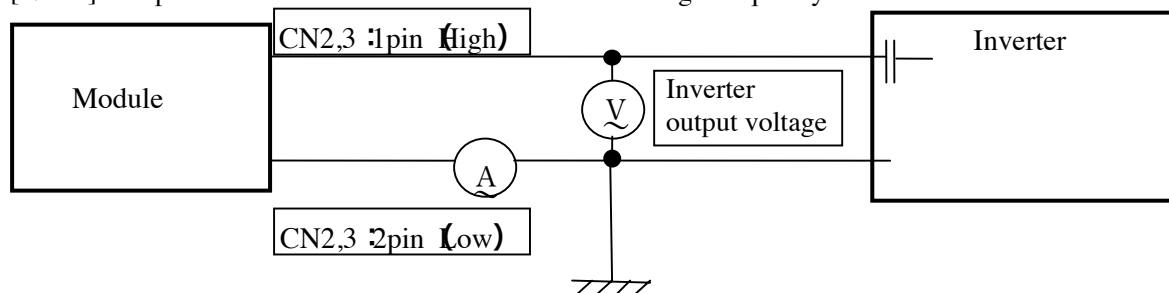 CN2,3 :1pin (High)
Inverter
Module
V
Inverter
output voltage
A
CN2,3 :2pin (Low)